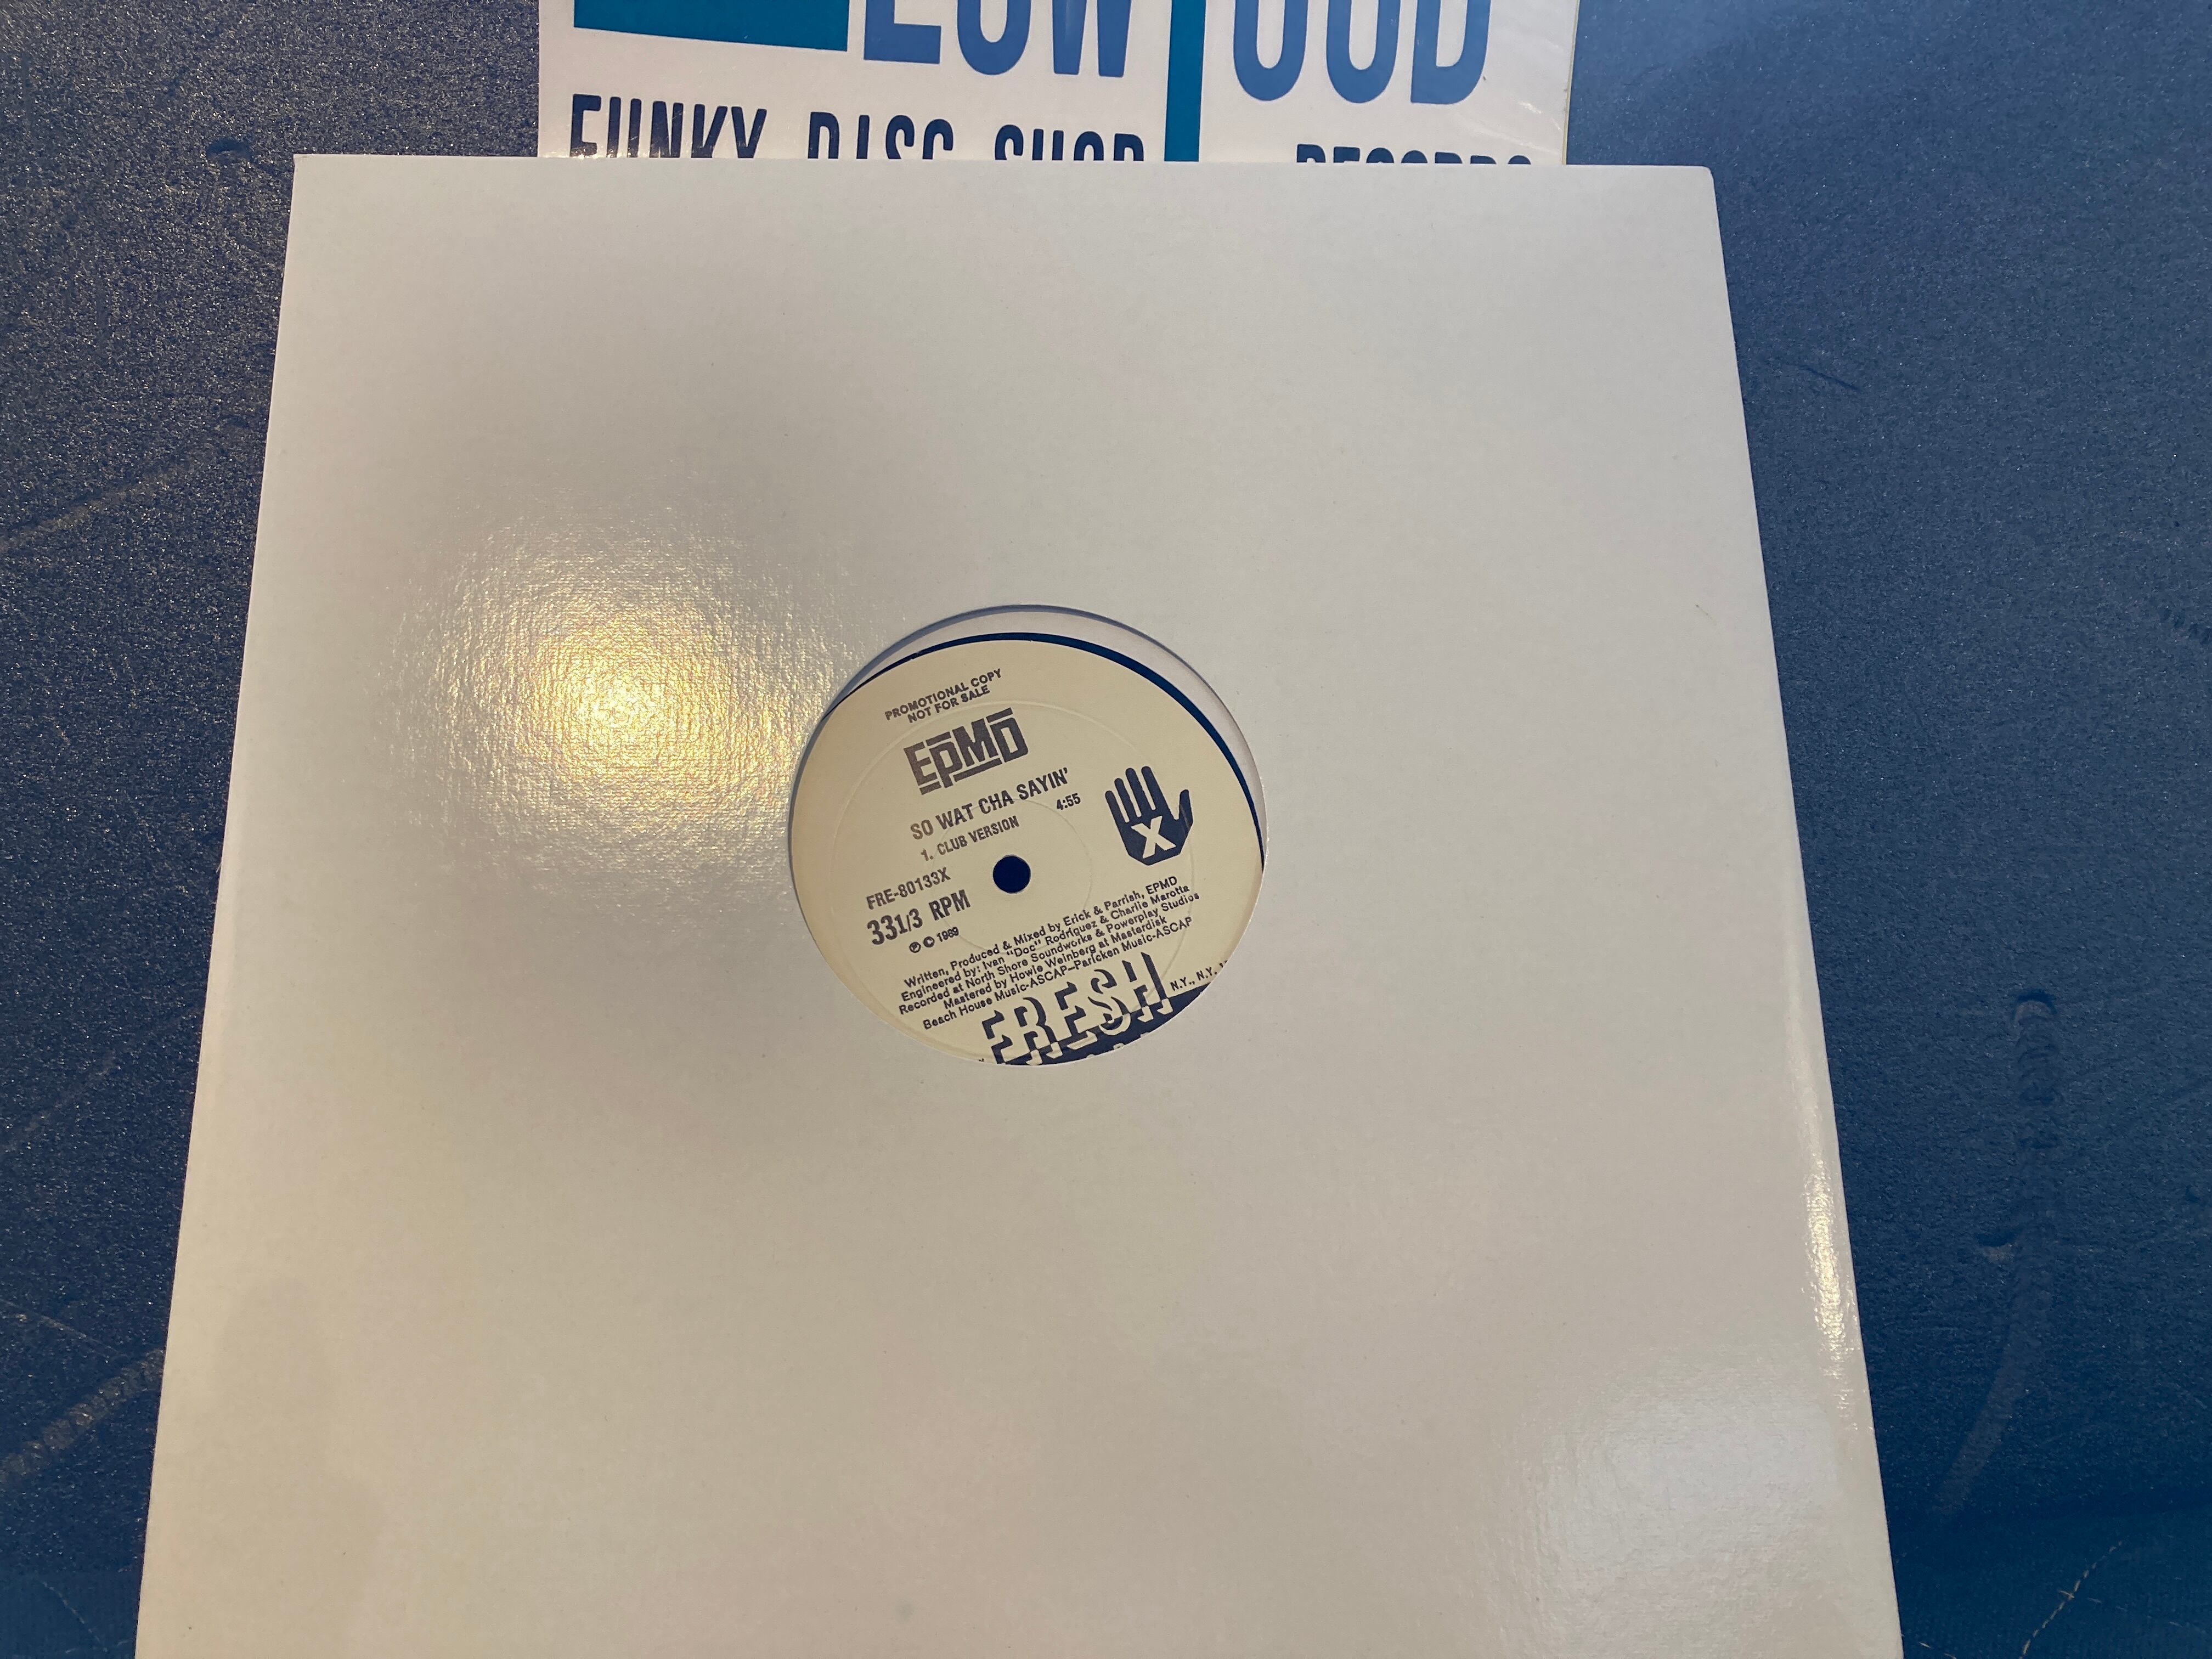 FUNKY DISC SHOP
RECORDS
PROMOTIONAL COPY
NOT FOR SALE
EPMD
SO WAT CHA SAYIN'
4:55
1. CLUB VERSION
X
FRE-80133X
33 1/3 RPM
Ⓟ © 1989
Written, Produced & Mixed by Erick & Parrish, EPMD
Engineered by: Ivan "Doc" Rodriguez & Charlie Marotta
Recorded at North Shore Soundworks & Powerplay Studios
Mastered by Howie Weinberg at Masterdisk
Beach House Music-ASCAP–Paricken Music-ASCAP
FRESH
N.Y., N.Y.